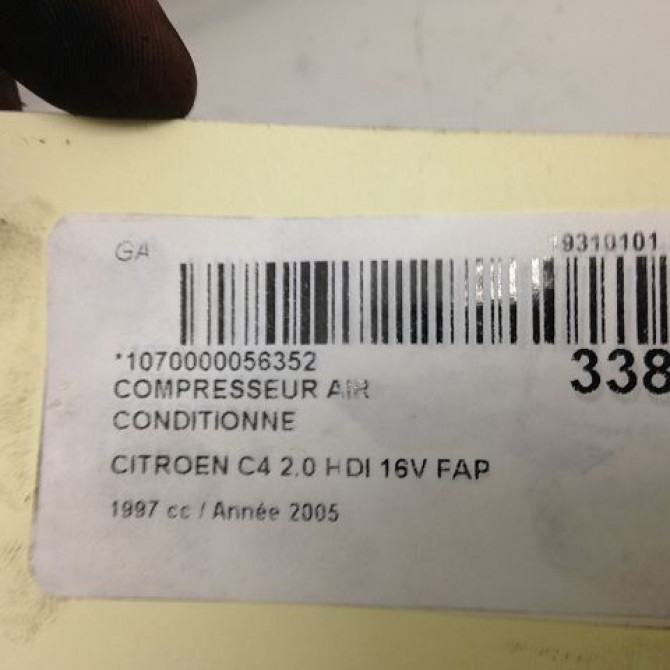 GA
19310101
*1070000056352
338
COMPRESSEUR AIR
CONDITIONNE
CITROEN C4 2.0 HDI 16V FAP
1997 cc / Année 2005